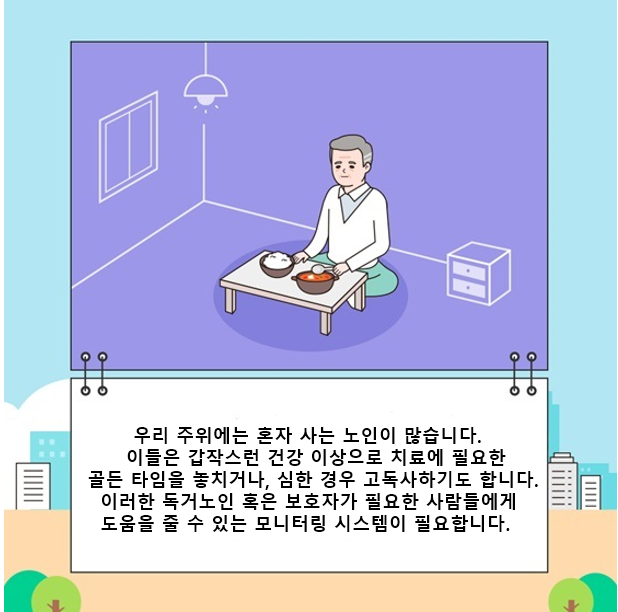 우리 주위에는 혼자 사는 노인이 많습니다.
이들은 갑작스런 건강 이상으로 치료에 필요한
골든 타임을 놓치거나, 심한 경우 고독사하기도 합니다.
이러한 독거노인 혹은 보호자가 필요한 사람들에게
도움을 줄 수 있는 모니터링 시스템이 필요합니다.